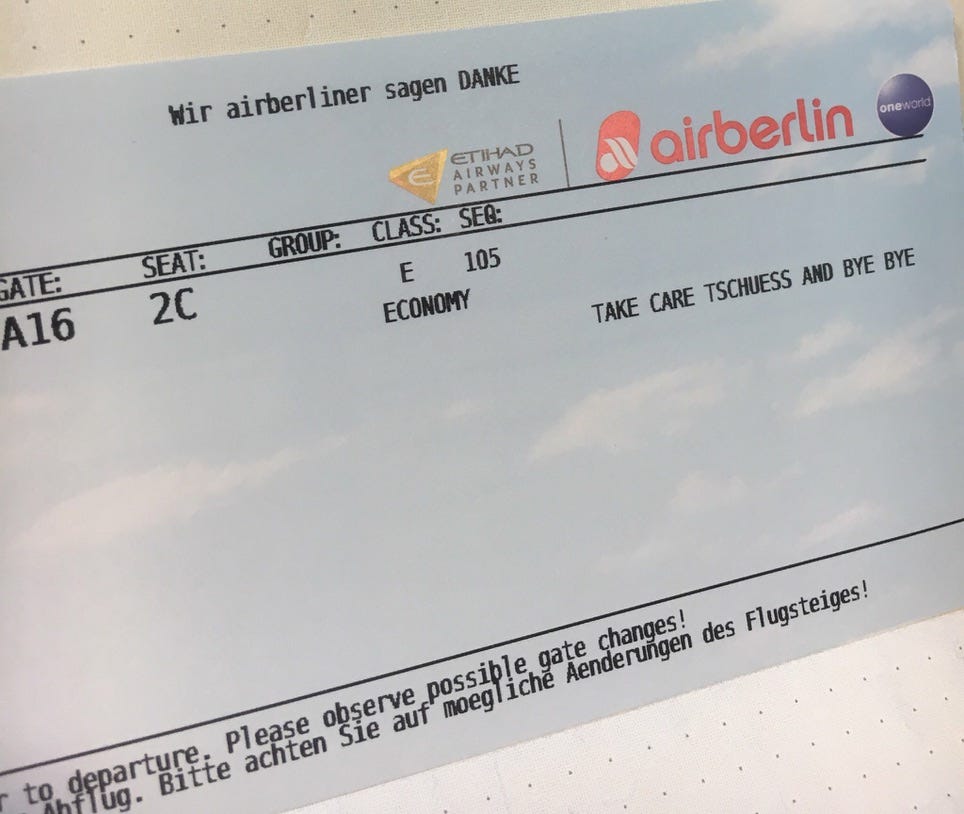 Wir airberliner sagen DANKE
ETIHAD
AIRWAYS
PARTNER
airberlin
oneworld
GATE: SEAT: GROUP: CLASS: SEQ:
A16 2C E 105
ECONOMY TAKE CARE TSCHUESS AND BYE BYE
to departure. Please observe possible gate changes!
Abflug. Bitte achten Sie auf moegliche Aenderungen des Flugsteiges!